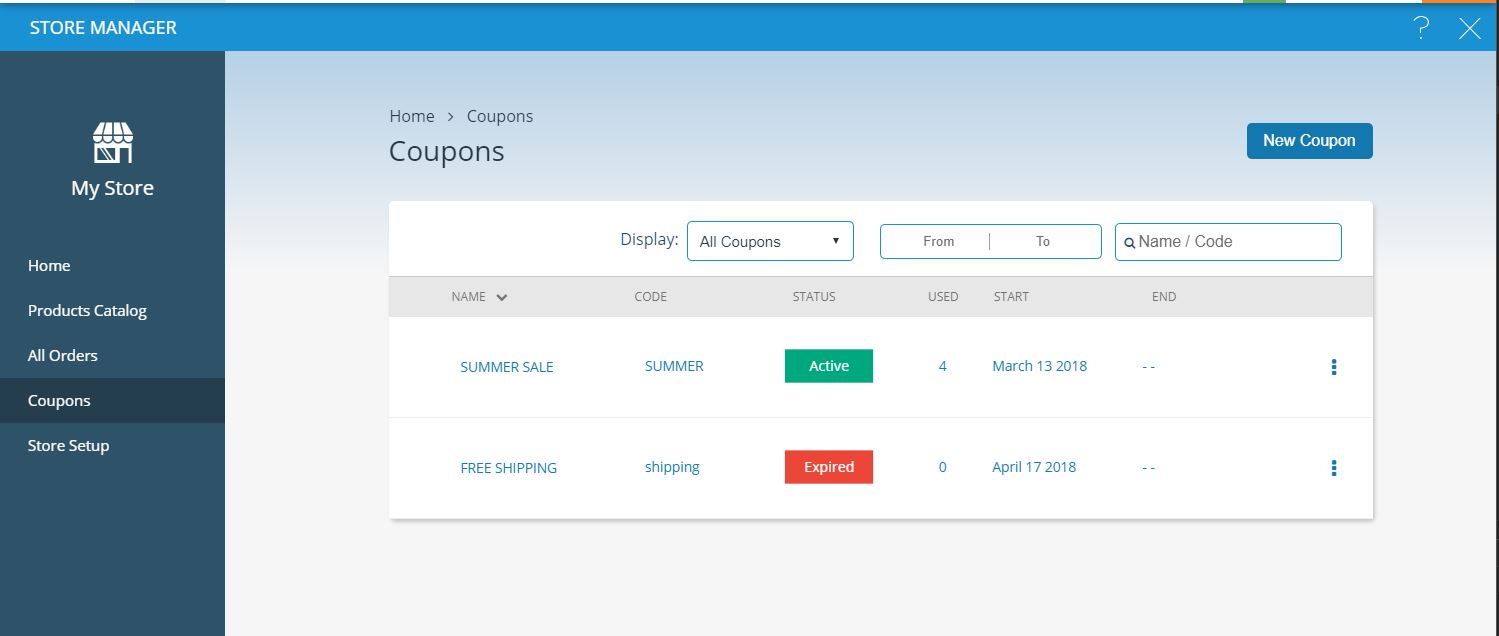 STORE MANAGER
?
My Store
Home
Products Catalog
All Orders
Coupons
Store Setup
Home > Coupons
Coupons
New Coupon
Display: All Coupons From To Name / Code
NAME CODE STATUS USED START END
SUMMER SALE SUMMER Active 4 March 13 2018 - -
FREE SHIPPING shipping Expired 0 April 17 2018 - -